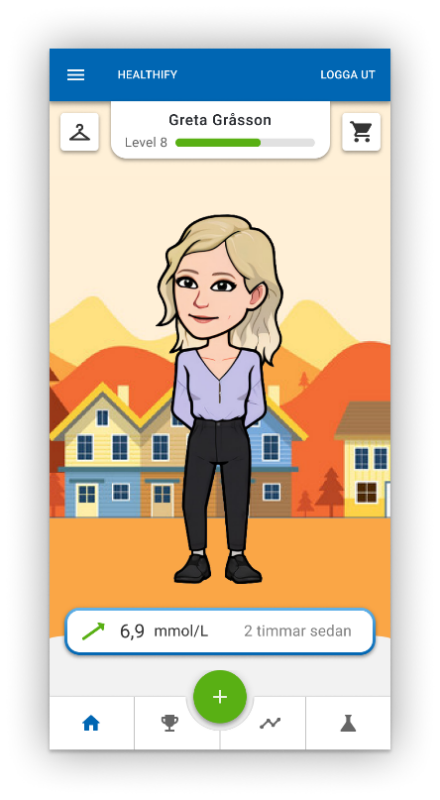 HEALTHIFY
LOGGA UT
Greta Gråsson
Level 8
6,9 mmol/L 2 timmar sedan
+